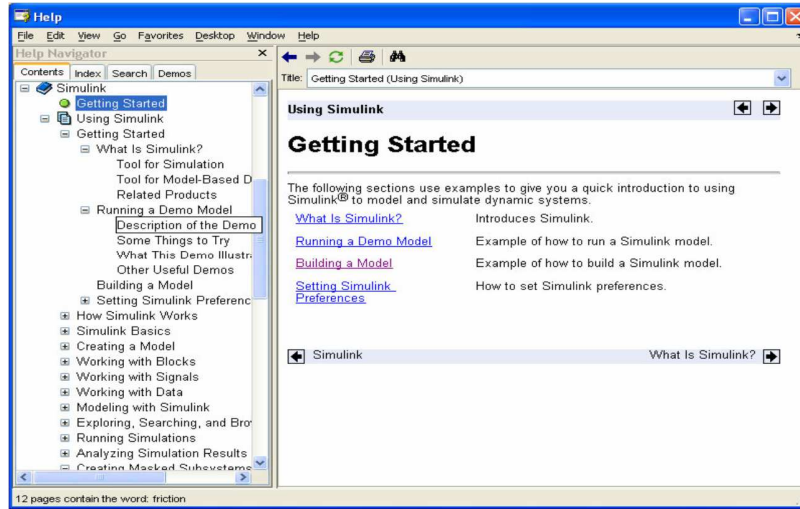 Help
File Edit View Go Favorites Desktop Window Help
Help Navigator
Contents Index Search Demos
Simulink
Getting Started
Using Simulink
Getting Started
What Is Simulink?
Tool for Simulation
Tool for Model-Based D
Related Products
Running a Demo Model
Description of the Demo
Some Things to Try
What This Demo Illustra
Other Useful Demos
Building a Model
Setting Simulink Preferenc
How Simulink Works
Simulink Basics
Creating a Model
Working with Blocks
Working with Signals
Working with Data
Modeling with Simulink
Exploring, Searching, and Bro
Running Simulations
Analyzing Simulation Results
Creating Masked Subsystems
Title: Getting Started (Using Simulink)
Using Simulink
Getting Started
The following sections use examples to give you a quick introduction to using
Simulink® to model and simulate dynamic systems.
What Is Simulink? Introduces Simulink.
Running a Demo Model Example of how to run a Simulink model.
Building a Model Example of how to build a Simulink model.
Setting Simulink How to set Simulink preferences.
Preferences
Simulink What Is Simulink?
12 pages contain the word: friction